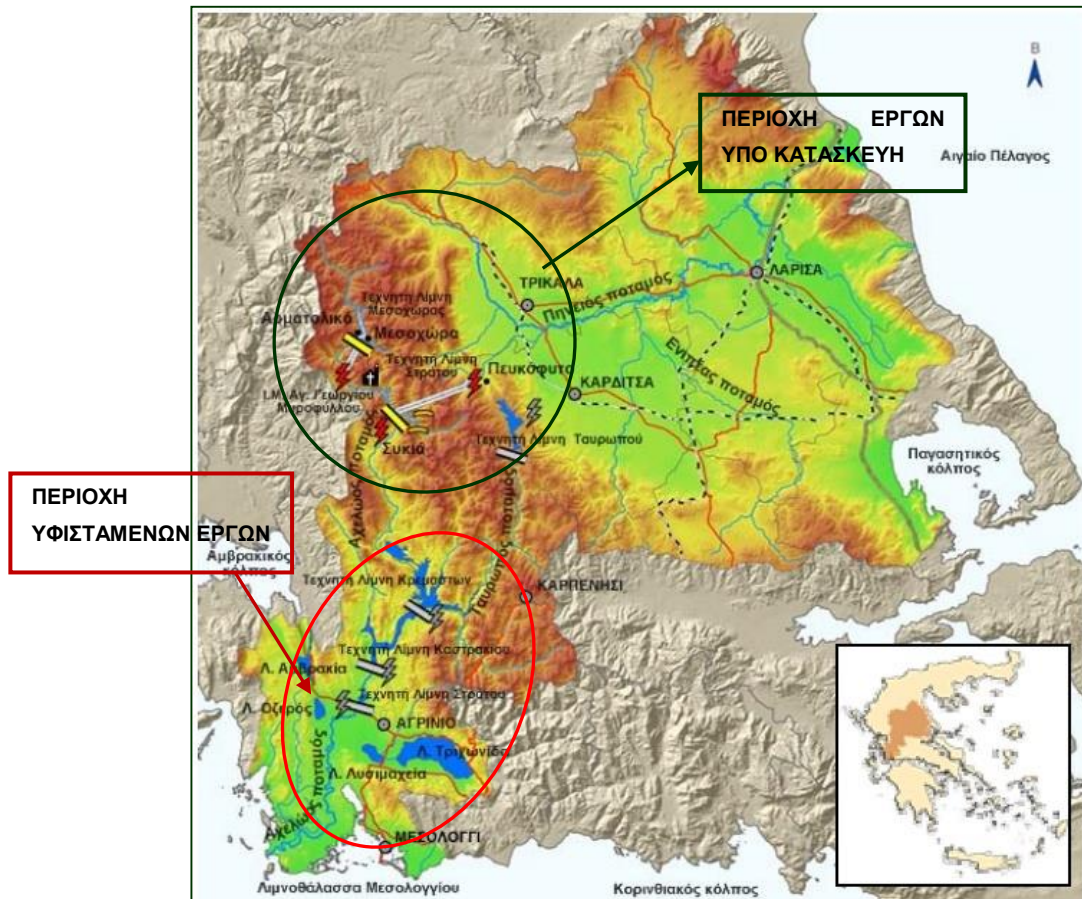 Β
ΠΕΡΙΟΧΗ ΕΡΓΩΝ
ΥΠΟ ΚΑΤΑΣΚΕΥΗ
Αιγαίο Πέλαγος
ΛΑΡΙΣΑ
ΤΡΙΚΑΛΑ
Πηνειός ποταμός
Τεχνητή Λίμνη
Μεσοχώρας
Αρματολικό
Μεσοχώρα
Τεχνητή Λίμνη
Στράτου
Πευκόφυτο
Ενιπέας ποταμός
ΚΑΡΔΙΤΣΑ
Ι.Μ. Αγ. Γεωργίου
Μυροφύλλου
Συκιά
Τεχνητή Λίμνη Ταυρωπού
Παγασητικός
κόλπος
Αχελώος ποταμός
Ταυρωπός ποταμός
ΠΕΡΙΟΧΗ
ΥΦΙΣΤΑΜΕΝΩΝ ΕΡΓΩΝ
Αμβρακικός
κόλπος
Τεχνητή Λίμνη Κρεμαστών
ΚΑΡΠΕΝΗΣΙ
Τεχνητή Λίμνη Καστρακίου
Λ. Αμβρακία
Τεχνητή Λίμνη Στράτου
Λ. Οζερός
ΑΓΡΙΝΙΟ
Λ. Τριχωνίδα
Λ. Λυσιμαχεία
Αχελώος ποταμός
ΜΕΣΟΛΟΓΓΙ
Λιμνοθάλασσα Μεσολογγίου
Κορινθιακός κόλπος